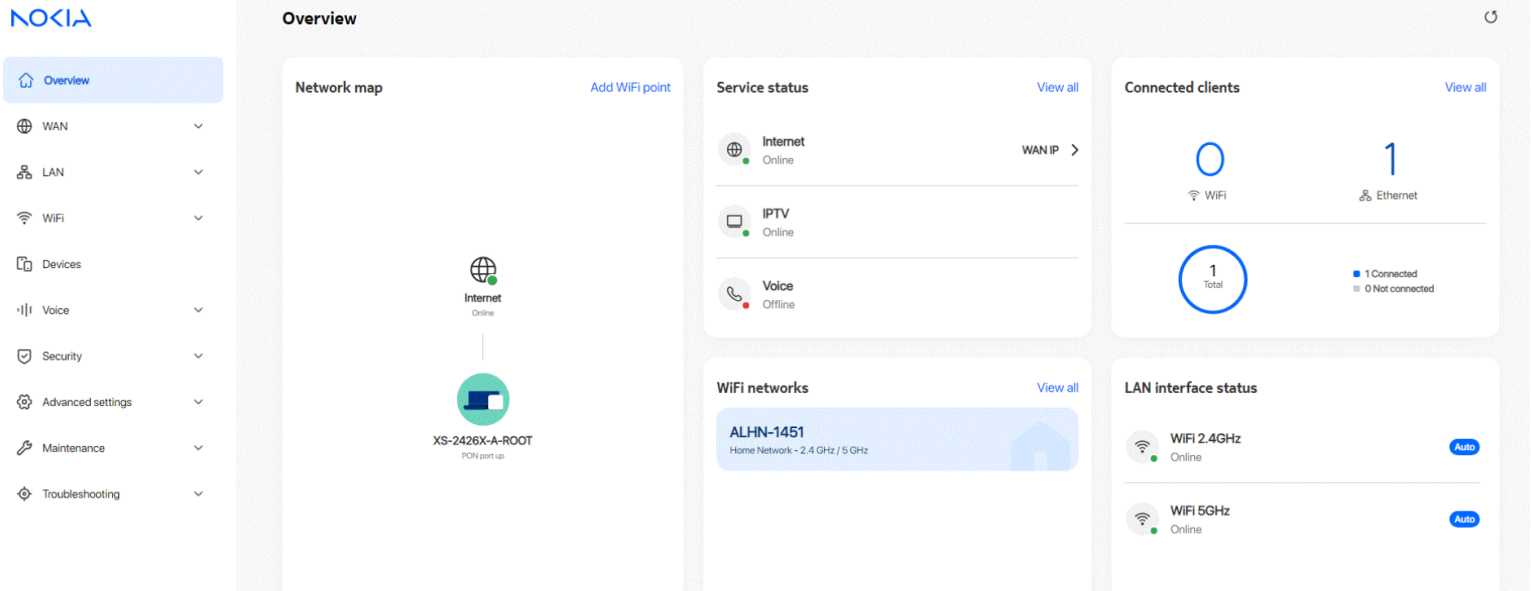 NOKIA
Overview
WAN
LAN
WiFi
Devices
Voice
Security
Advanced settings
Maintenance
Troubleshooting
Overview
Network map
Add WiFi point
Internet
Online
XS-2426X-A-ROOT
PON port up
Service status
View all
Internet
Online
WAN IP
IPTV
Online
Voice
Offline
Connected clients
View all
0
WiFi
1
Ethernet
1
Total
1 Connected
0 Not connected
WiFi networks
View all
ALHN-1451
Home Network - 2.4 GHz / 5 GHz
LAN interface status
WiFi 2.4GHz
Online
Auto
WiFi 5GHz
Online
Auto